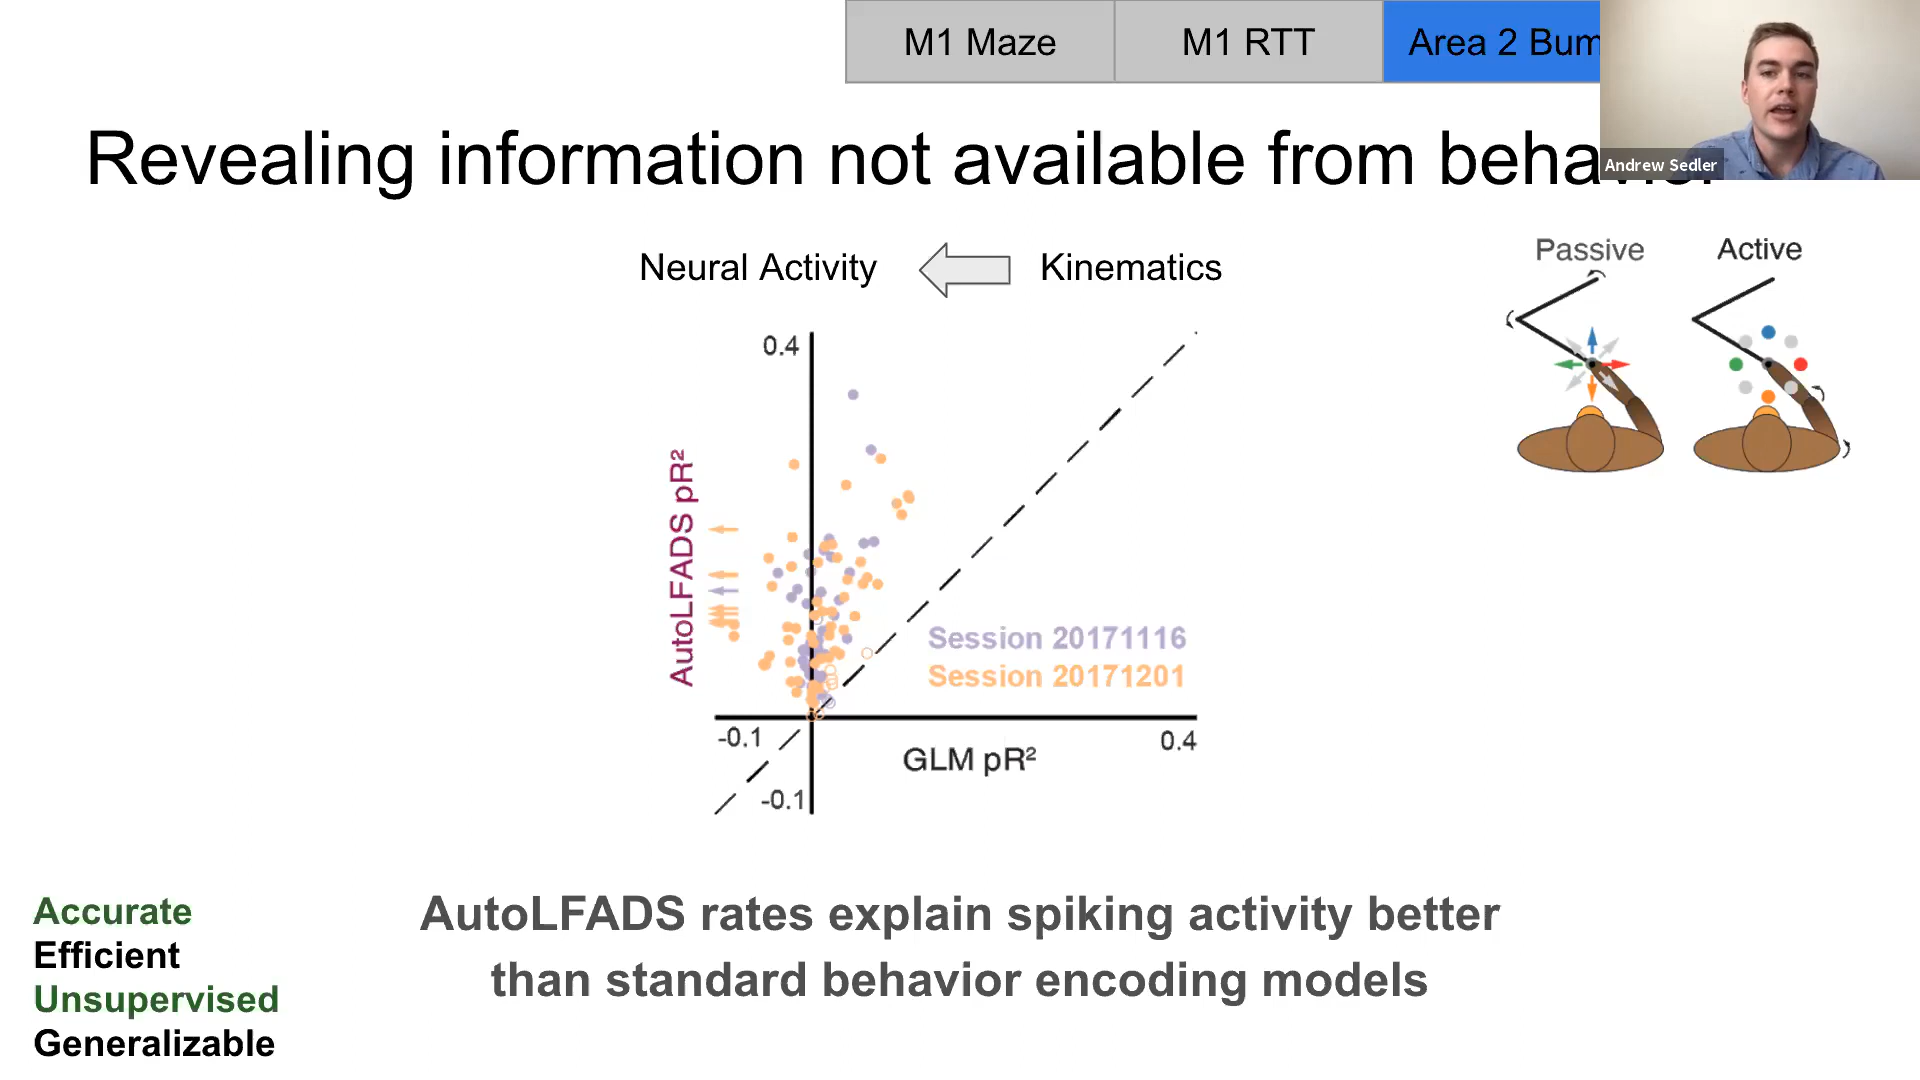 M1 Maze
M1 RTT
Area 2 Bum
Revealing information not available from behavior
Andrew Sedler
Neural Activity
Kinematics
Passive
Active
0.4
AutoLFADS pR²
Session 20171116
Session 20171201
-0.1
0.4
GLM pR²
-0.1
Accurate
Efficient
Unsupervised
Generalizable
AutoLFADS rates explain spiking activity better
than standard behavior encoding models